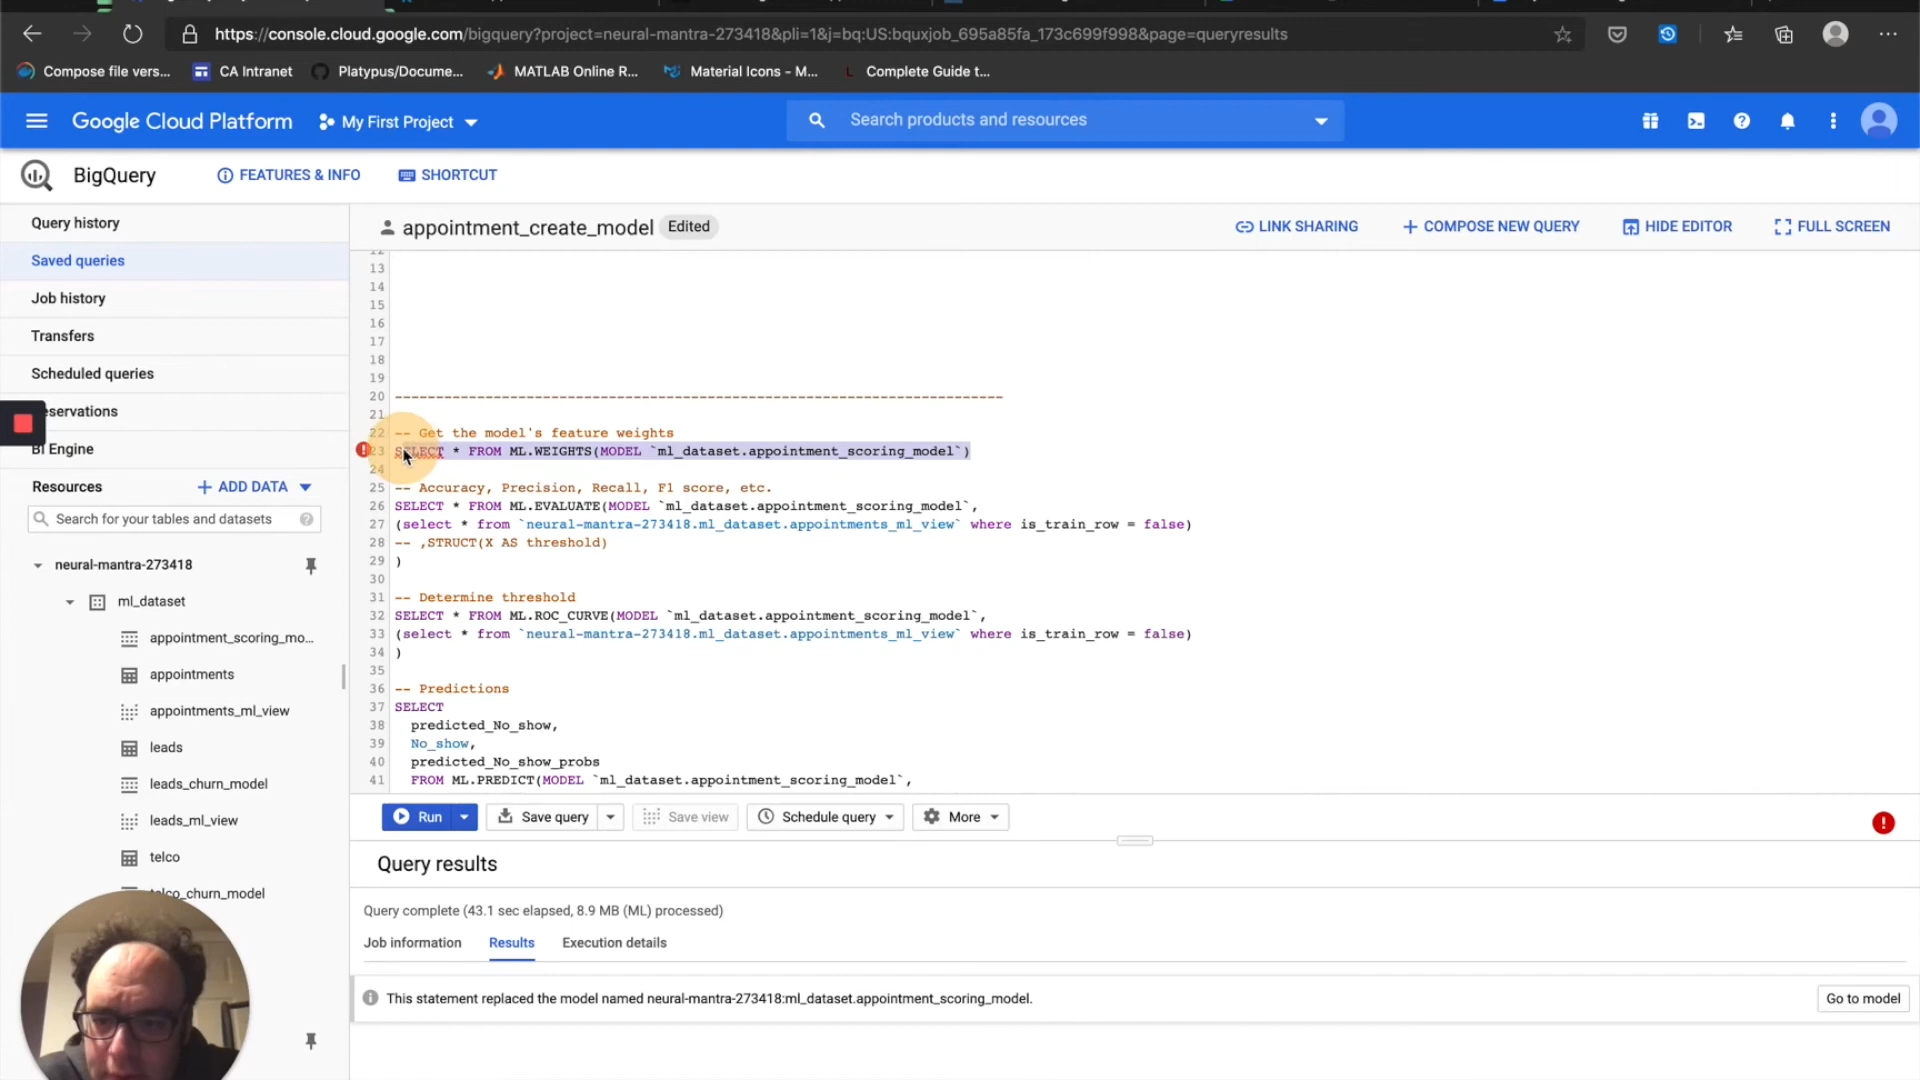 https://console.cloud.google.com/bigquery?project=neural-mantra-273418&pli=1&j=bq:US:bquxjob_695a85fa_173c699f998&page=queryresults
Compose file vers...
CA Intranet
Platypus/Docume...
MATLAB Online R...
Material Icons - M...
Complete Guide t...
Google Cloud Platform
My First Project
Search products and resources
BigQuery
FEATURES & INFO
SHORTCUT
Query history
Saved queries
Job history
Transfers
Scheduled queries
eservations
BI Engine
Resources
ADD DATA
Search for your tables and datasets
neural-mantra-273418
ml_dataset
appointment_scoring_mo...
appointments
appointments_ml_view
leads
leads_churn_model
leads_ml_view
telco
telco_churn_model
appointment_create_model
Edited
LINK SHARING
COMPOSE NEW QUERY
HIDE EDITOR
FULL SCREEN
12
13
14
15
16
17
18
19
20 --------------------------------------------------------------------------
21
22 -- Get the model's feature weights
23 SELECT * FROM ML.WEIGHTS(MODEL `ml_dataset.appointment_scoring_model`)
24
25 -- Accuracy, Precision, Recall, F1 score, etc.
26 SELECT * FROM ML.EVALUATE(MODEL `ml_dataset.appointment_scoring_model`,
27 (select * from `neural-mantra-273418.ml_dataset.appointments_ml_view` where is_train_row = false)
28 -- ,STRUCT(X AS threshold)
29 )
30
31 -- Determine threshold
32 SELECT * FROM ML.ROC_CURVE(MODEL `ml_dataset.appointment_scoring_model`,
33 (select * from `neural-mantra-273418.ml_dataset.appointments_ml_view` where is_train_row = false)
34 )
35
36 -- Predictions
37 SELECT
38 predicted_No_show,
39 No_show,
40 predicted_No_show_probs
41 FROM ML.PREDICT(MODEL `ml_dataset.appointment_scoring_model`,
Run
Save query
Save view
Schedule query
More
Query results
Query complete (43.1 sec elapsed, 8.9 MB (ML) processed)
Job information
Results
Execution details
This statement replaced the model named neural-mantra-273418:ml_dataset.appointment_scoring_model.
Go to model